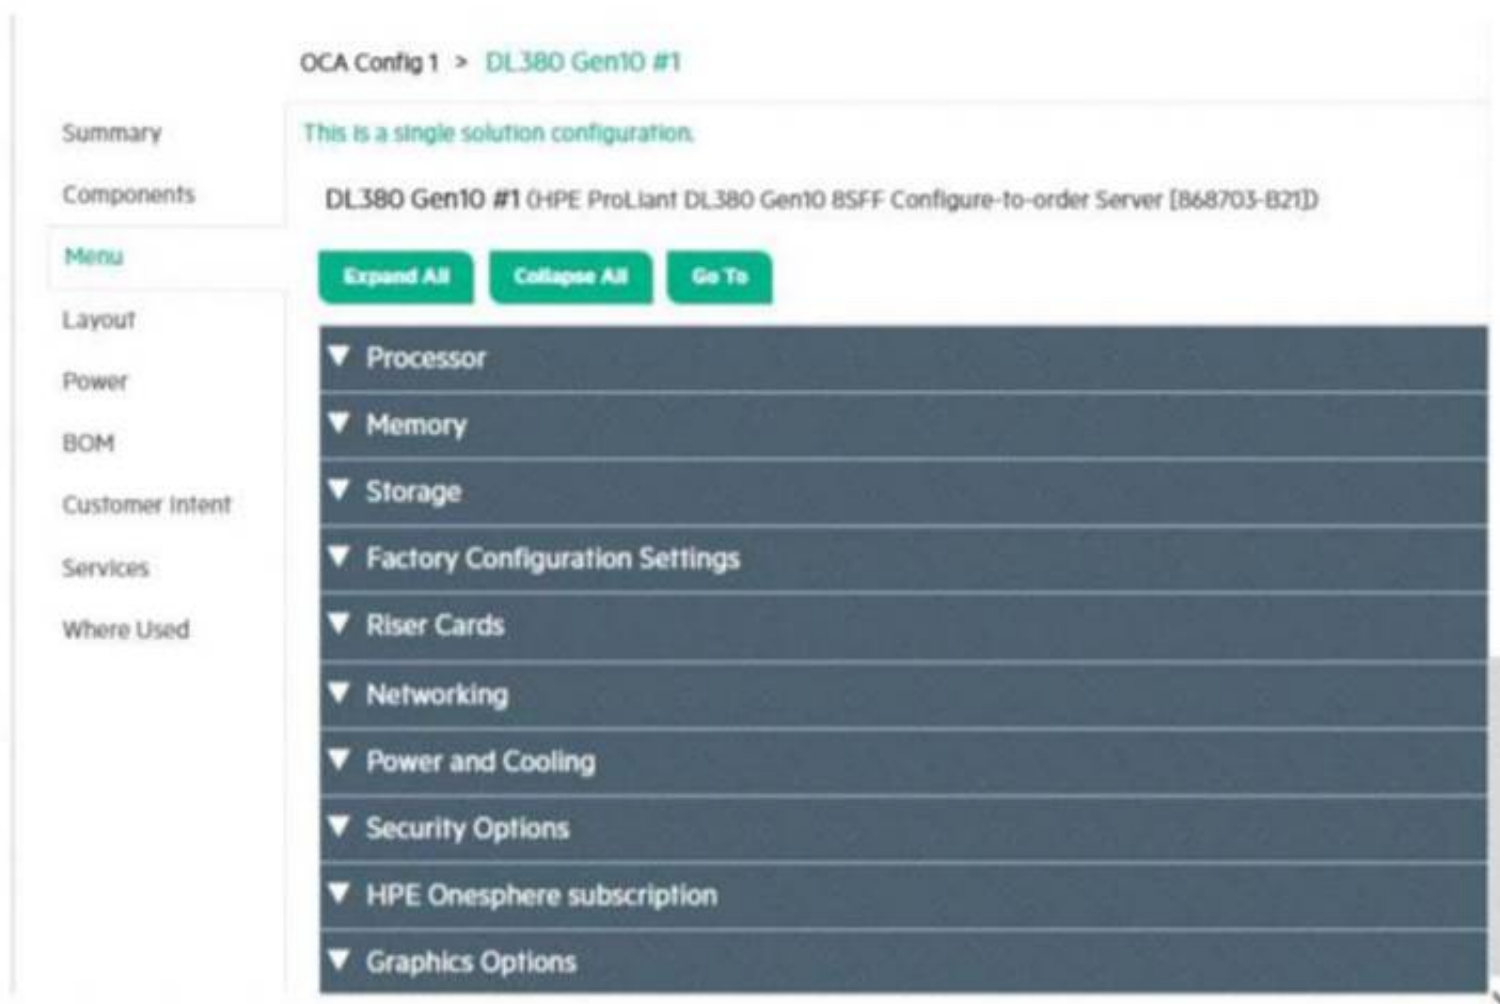 OCA Config 1 > DL380 Gen10 #1
This is a single solution configuration.
DL380 Gen10 #1 (HPE ProLiant DL380 Gen10 8SFF Configure-to-order Server [868703-B21])
Expand All Collapse All Go To
Summary
Components
Menu
Layout
Power
BOM
Customer Intent
Services
Where Used
Processor
Memory
Storage
Factory Configuration Settings
Riser Cards
Networking
Power and Cooling
Security Options
HPE Onesphere subscription
Graphics Options